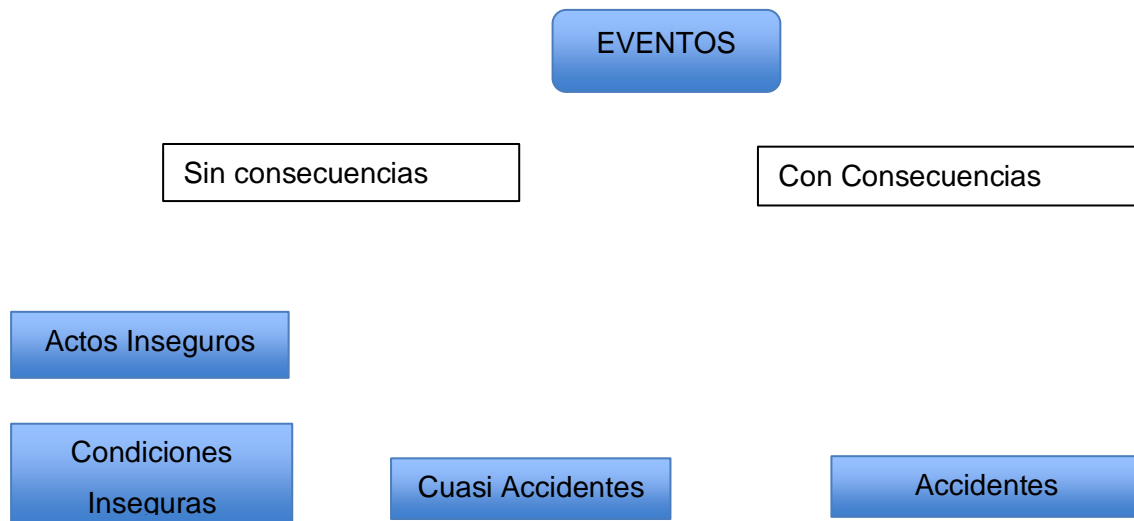 EVENTOS
Sin consecuencias
Con Consecuencias
Actos Inseguros
Condiciones
Inseguras
Cuasi Accidentes
Accidentes